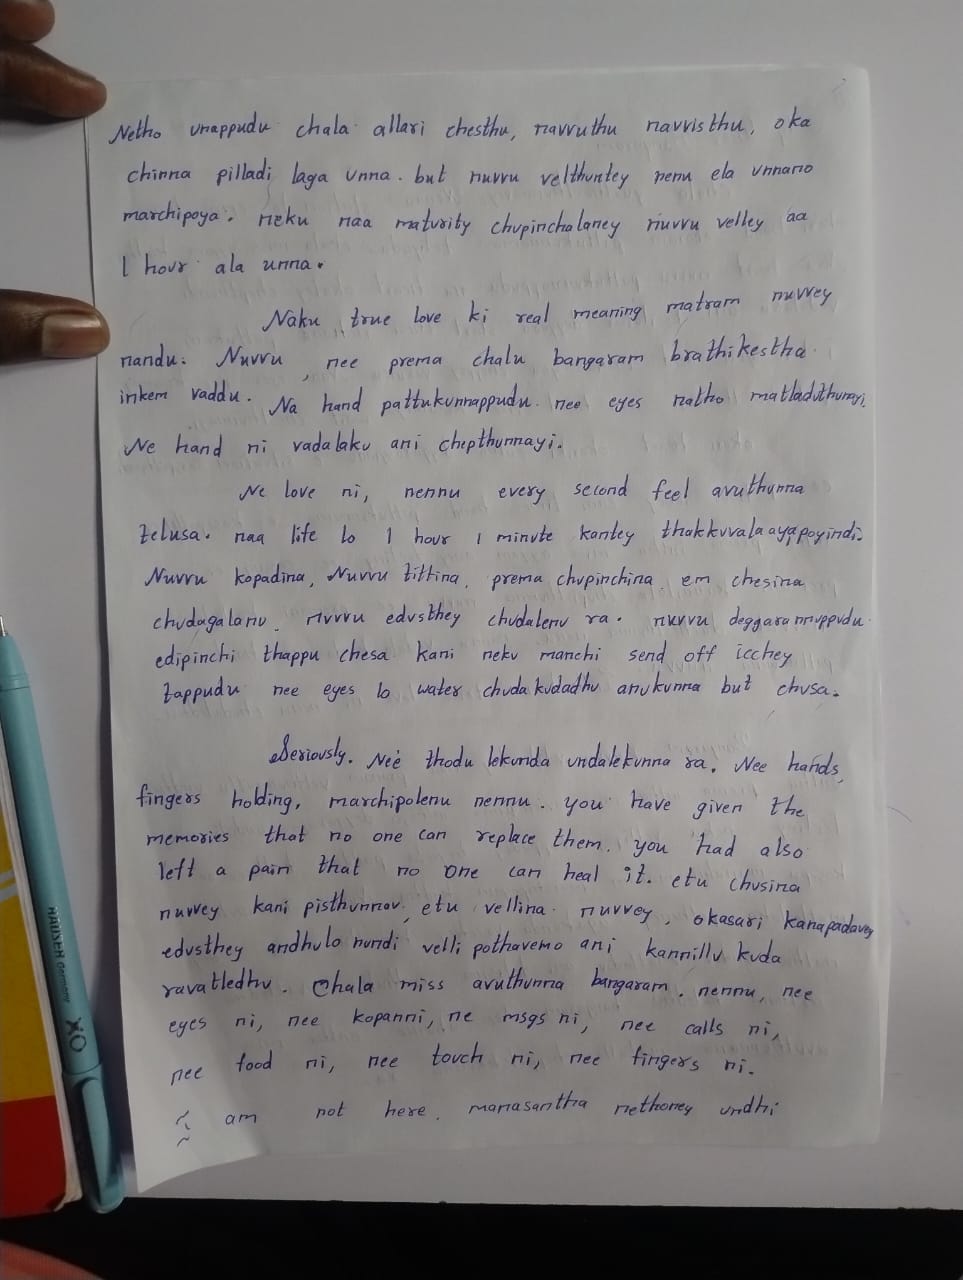 Netho vnappudu chala allari chesthu, navvuthu navvisthu, oka
chinna pilladi laga unna. but nuvvu velthuntey nenu ela vnnano
marchipoya. neku naa maturity chupinchalaney nuvvu velley aa
1 hour ala unna.
Naku true love ki real meaning matram nuvvey
nandu. Nuvvu, nee prema chalu bangaram brathikestha
inkem vaddu. Na hand pattukunnappudu nee eyes natho matladuthunnayi,
Ne hand ni vadalaku ani chepthunnayi.
Ne love ni, nennu every second feel avuthunna
telusa. naa life lo 1 hour 1 minute kantey thakkuvalaayapoyindi.
Nuvvu kopadina, Nuvvu tittina, prema chupinchina em chesina
chudagalanu. nuvvu edusthey chudalenu ra. nuvvu deggara nnuppudu
edipinchi thappu chesa kani neku manchi send off icchey
tappudu nee eyes lo water chuda kudadhu anukunna but chusa.
Seriously. Nee thodu lekunda undalekunna ra. Nee hands,
fingers holding, marchipolenu nennu. you have given the
memories that no one can replace them. you had also
left a pain that no one can heal it. etu chusina
nuvvey kani pisthunnav, etu vellina nuvvey, okasari kanapadavey
edusthey andhulo nundi velli pothavemo ani kannillu kuda
ravatledhu. Chala miss avuthunna bangaram. nennu, nee
eyes ni, nee kopanni, ne msgs ni, nee calls ni,
nee food ni, nee touch ni, nee fingers ni.
I am not here. manasantha nethoney undhi
HAUSER Germany XO